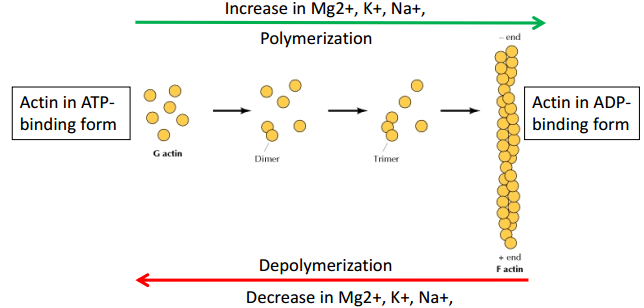 Increase in Mg2+, K+, Na+,
Polymerization
– end
Actin in ATP-
binding form
Actin in ADP-
binding form
G actin
Dimer
Trimer
+ end
F actin
Depolymerization
Decrease in Mg2+, K+, Na+,